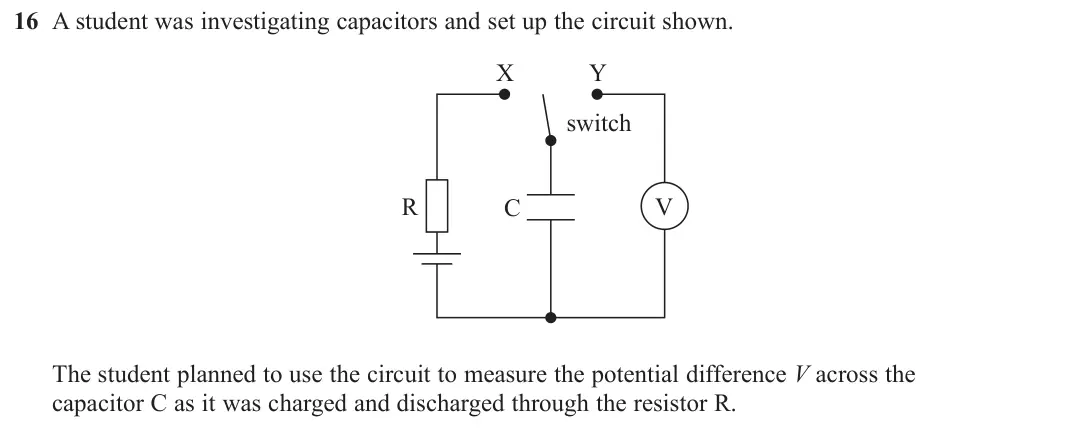 16 A student was investigating capacitors and set up the circuit shown.
X Y
switch
R C V
The student planned to use the circuit to measure the potential difference V across the
capacitor C as it was charged and discharged through the resistor R.